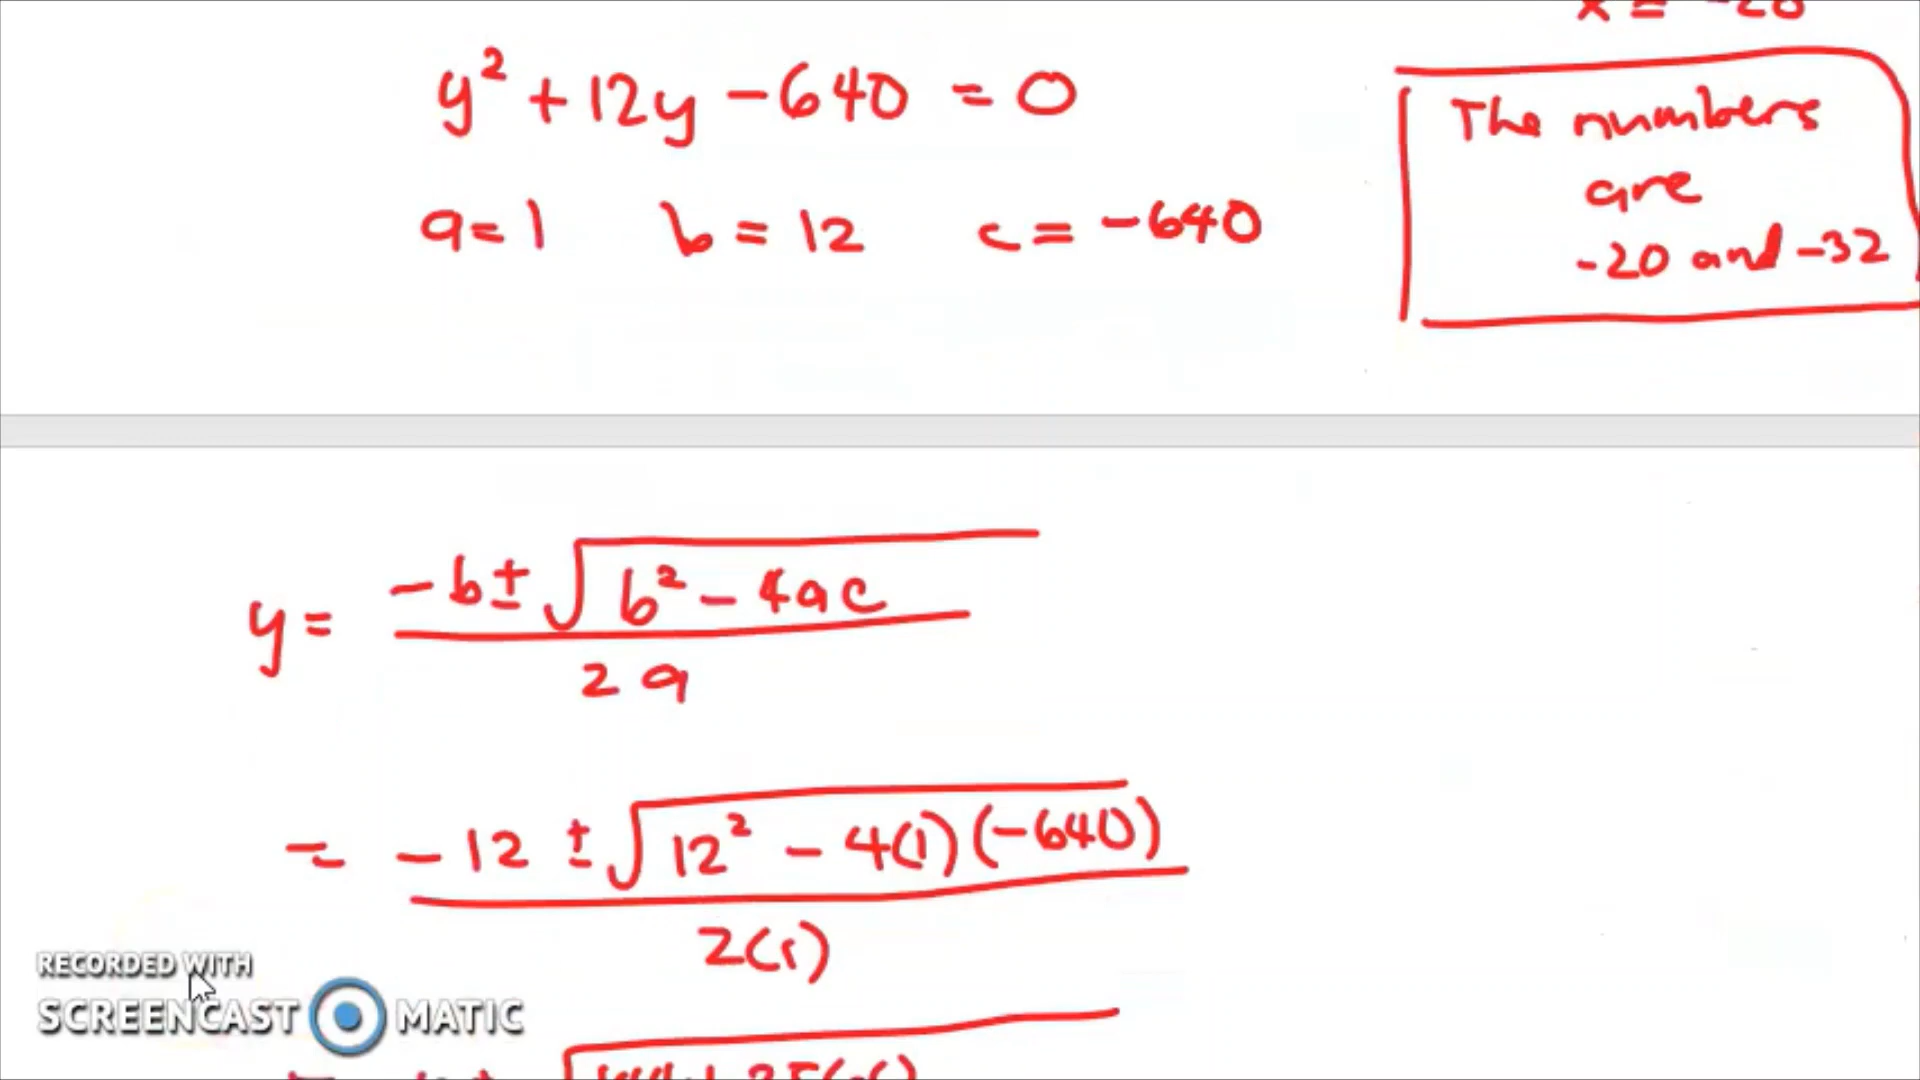 x = -20
y² + 12y - 640 = 0
The numbers
are
-20 and -32
a = 1 b = 12 c = -640
y = -b ± √(b² - 4ac) / 2a
= -12 ± √(12² - 4(1)(-640)) / 2(1)
RECORDED WITH
SCREENCAST MATIC